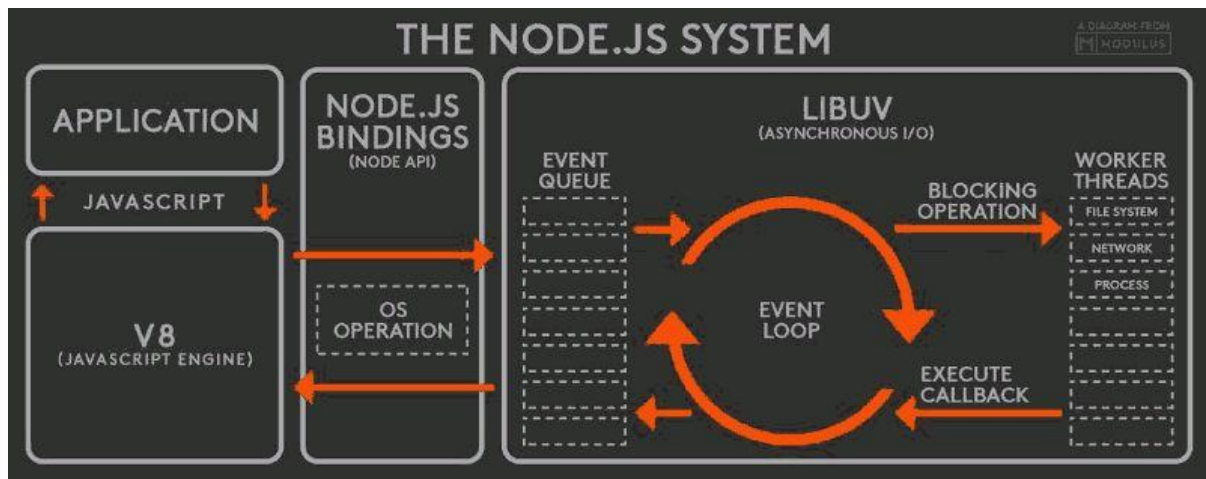 THE NODE.JS SYSTEM
A DIAGRAM FROM
MODULUS
APPLICATION
JAVASCRIPT
V8
(JAVASCRIPT ENGINE)
NODE.JS
BINDINGS
(NODE API)
OS
OPERATION
LIBUV
(ASYNCHRONOUS I/O)
EVENT
QUEUE
EVENT
LOOP
BLOCKING
OPERATION
EXECUTE
CALLBACK
WORKER
THREADS
FILE SYSTEM
NETWORK
PROCESS